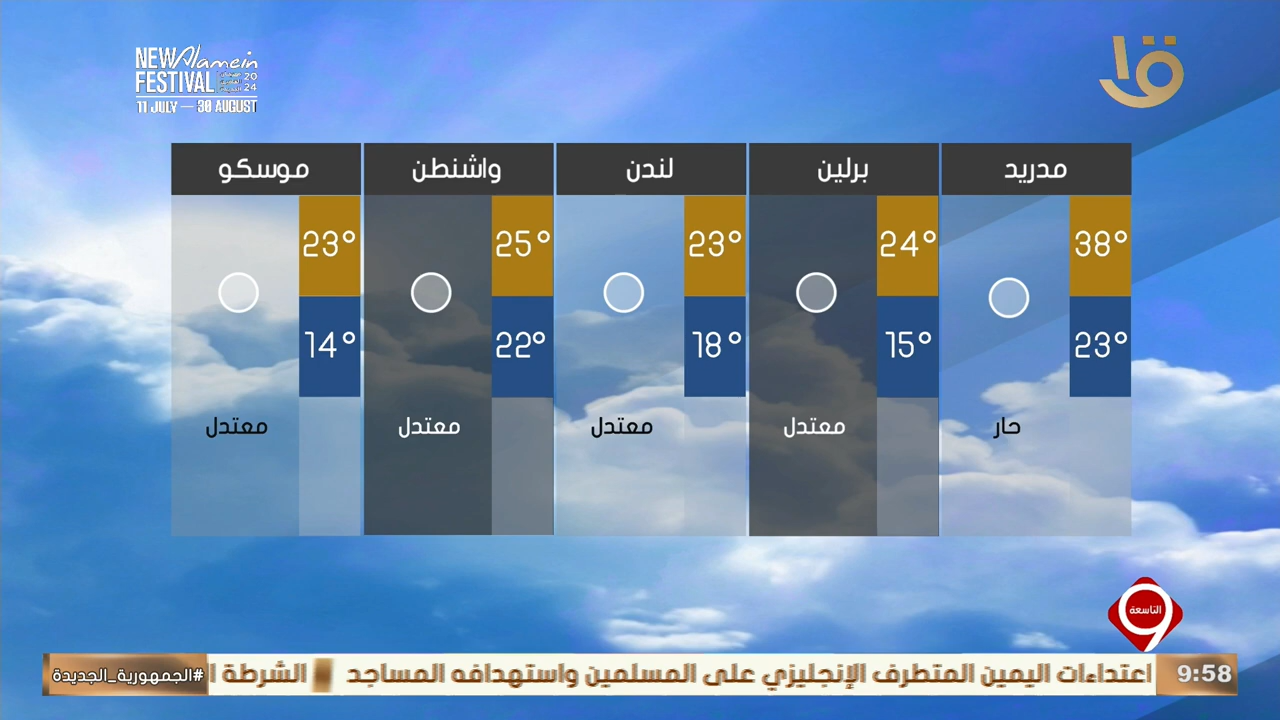 NEW Alamein
FESTIVAL 20 24
11 JULY — 30 AUGUST
مدريد
38°
23°
حار
برلين
24°
15°
معتدل
لندن
23°
18°
معتدل
واشنطن
25°
22°
معتدل
موسكو
23°
14°
معتدل
التاسعة
9
9:58
اعتداءات اليمين المتطرف الإنجليزي على المسلمين واستهدافه المساجد
الشرطة ا
#الجمهورية_الجديدة